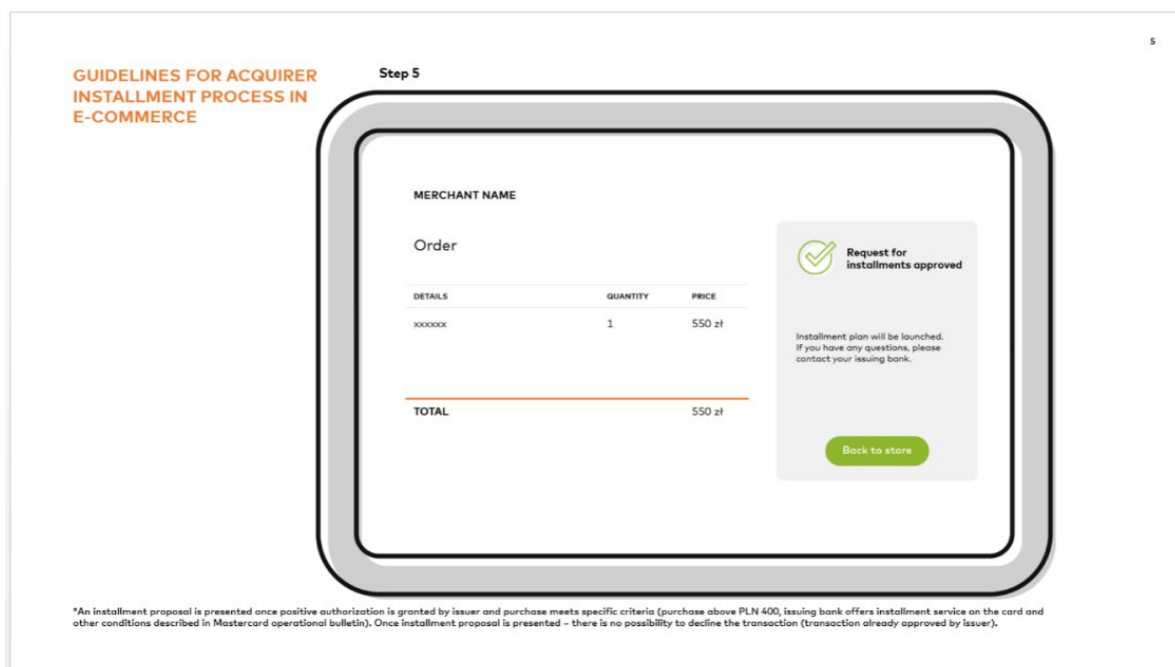 5
GUIDELINES FOR ACQUIRER
INSTALLMENT PROCESS IN
E-COMMERCE
Step 5
MERCHANT NAME
Order
DETAILS QUANTITY PRICE
xxxxxx 1 550 zł
TOTAL 550 zł
Request for
installments approved
Installment plan will be launched.
If you have any questions, please
contact your issuing bank.
Back to store
*An installment proposal is presented once positive authorization is granted by issuer and purchase meets specific criteria (purchase above PLN 400, issuing bank offers installment service on the card and
other conditions described in Mastercard operational bulletin). Once installment proposal is presented – there is no possibility to decline the transaction (transaction already approved by issuer).